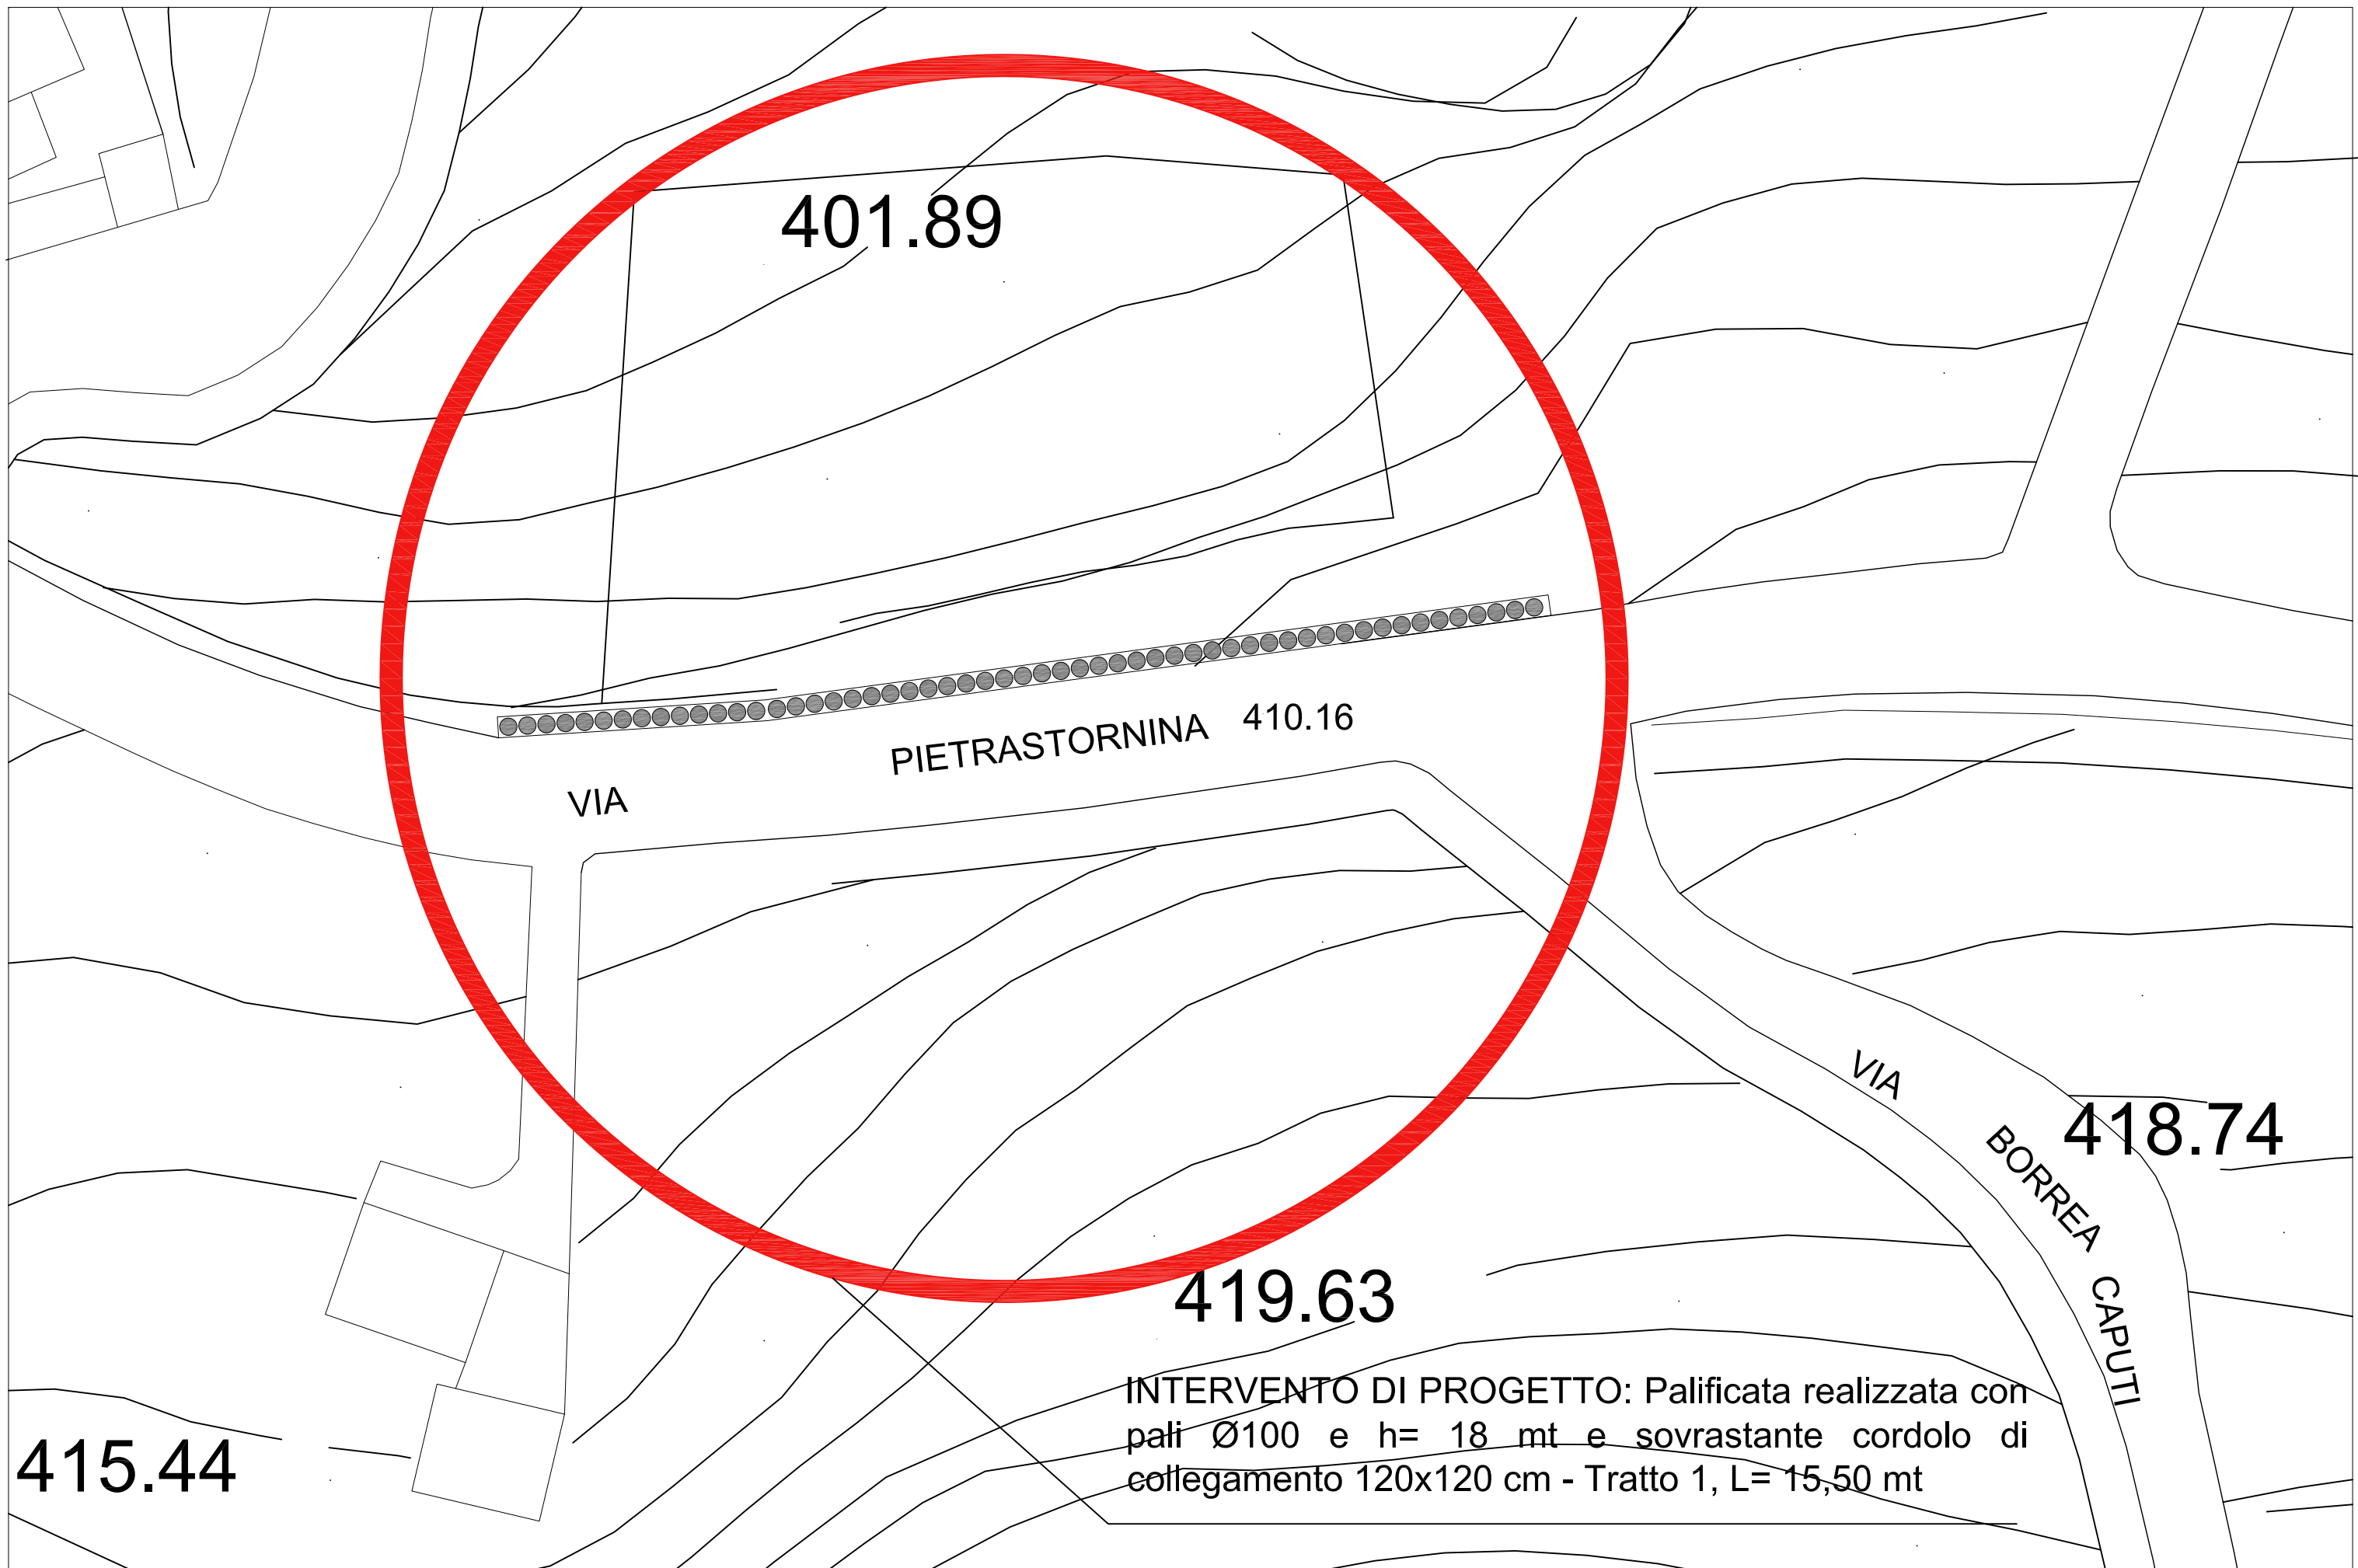 401.89
PIETRASTORNINA 410.16
VIA
VIA
418.74
BORREA
CAPUTI
419.63
INTERVENTO DI PROGETTO: Palificata realizzata con
pali Ø100 e h= 18 mt e sovrastante cordolo di
collegamento 120x120 cm - Tratto 1, L= 15,50 mt
415.44